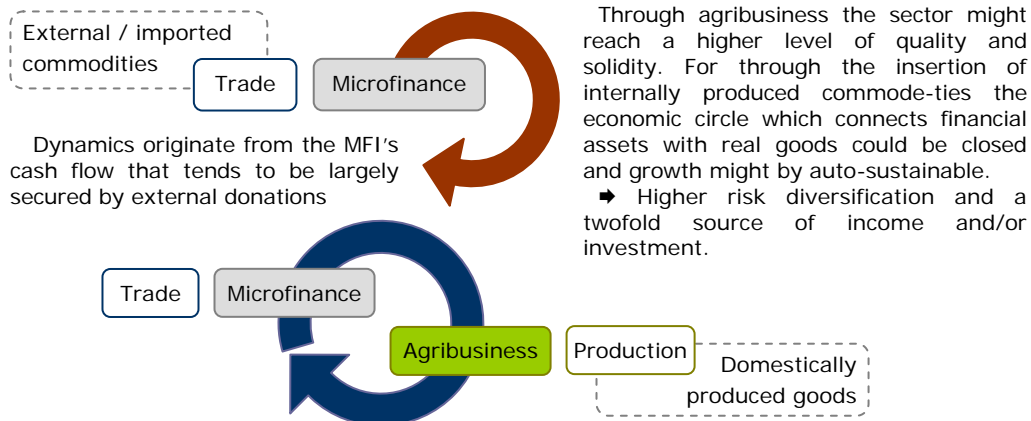 External / imported
commodities
Trade
Microfinance
Dynamics originate from the MFI's
cash flow that tends to be largely
secured by external donations
Through agribusiness the sector might
reach a higher level of quality and
solidity. For through the insertion of
internally produced commode-ties the
economic circle which connects financial
assets with real goods could be closed
and growth might by auto-sustainable.
➡ Higher risk diversification and a
twofold source of income and/or
investment.
Trade
Microfinance
Agribusiness
Production
Domestically
produced goods